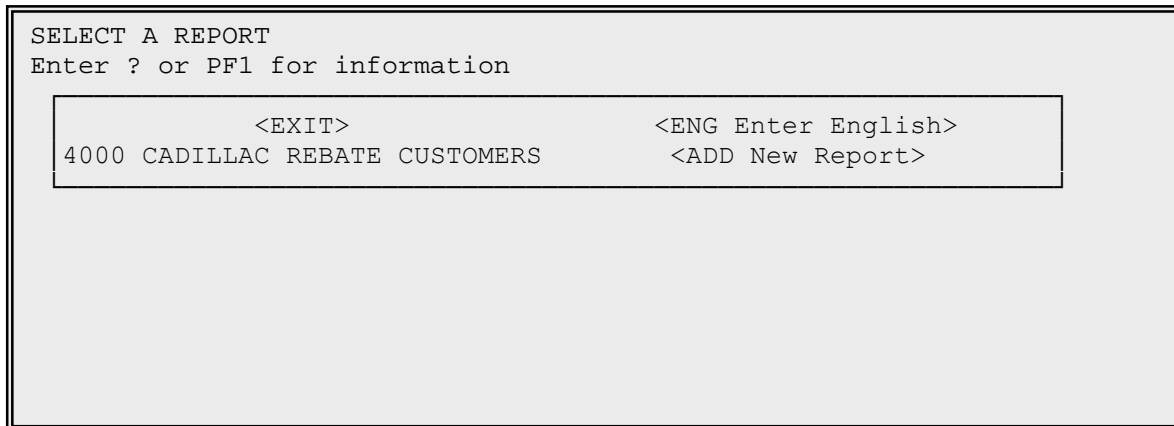 SELECT A REPORT
Enter ? or PF1 for information
<EXIT> <ENG Enter English>
4000 CADILLAC REBATE CUSTOMERS <ADD New Report>